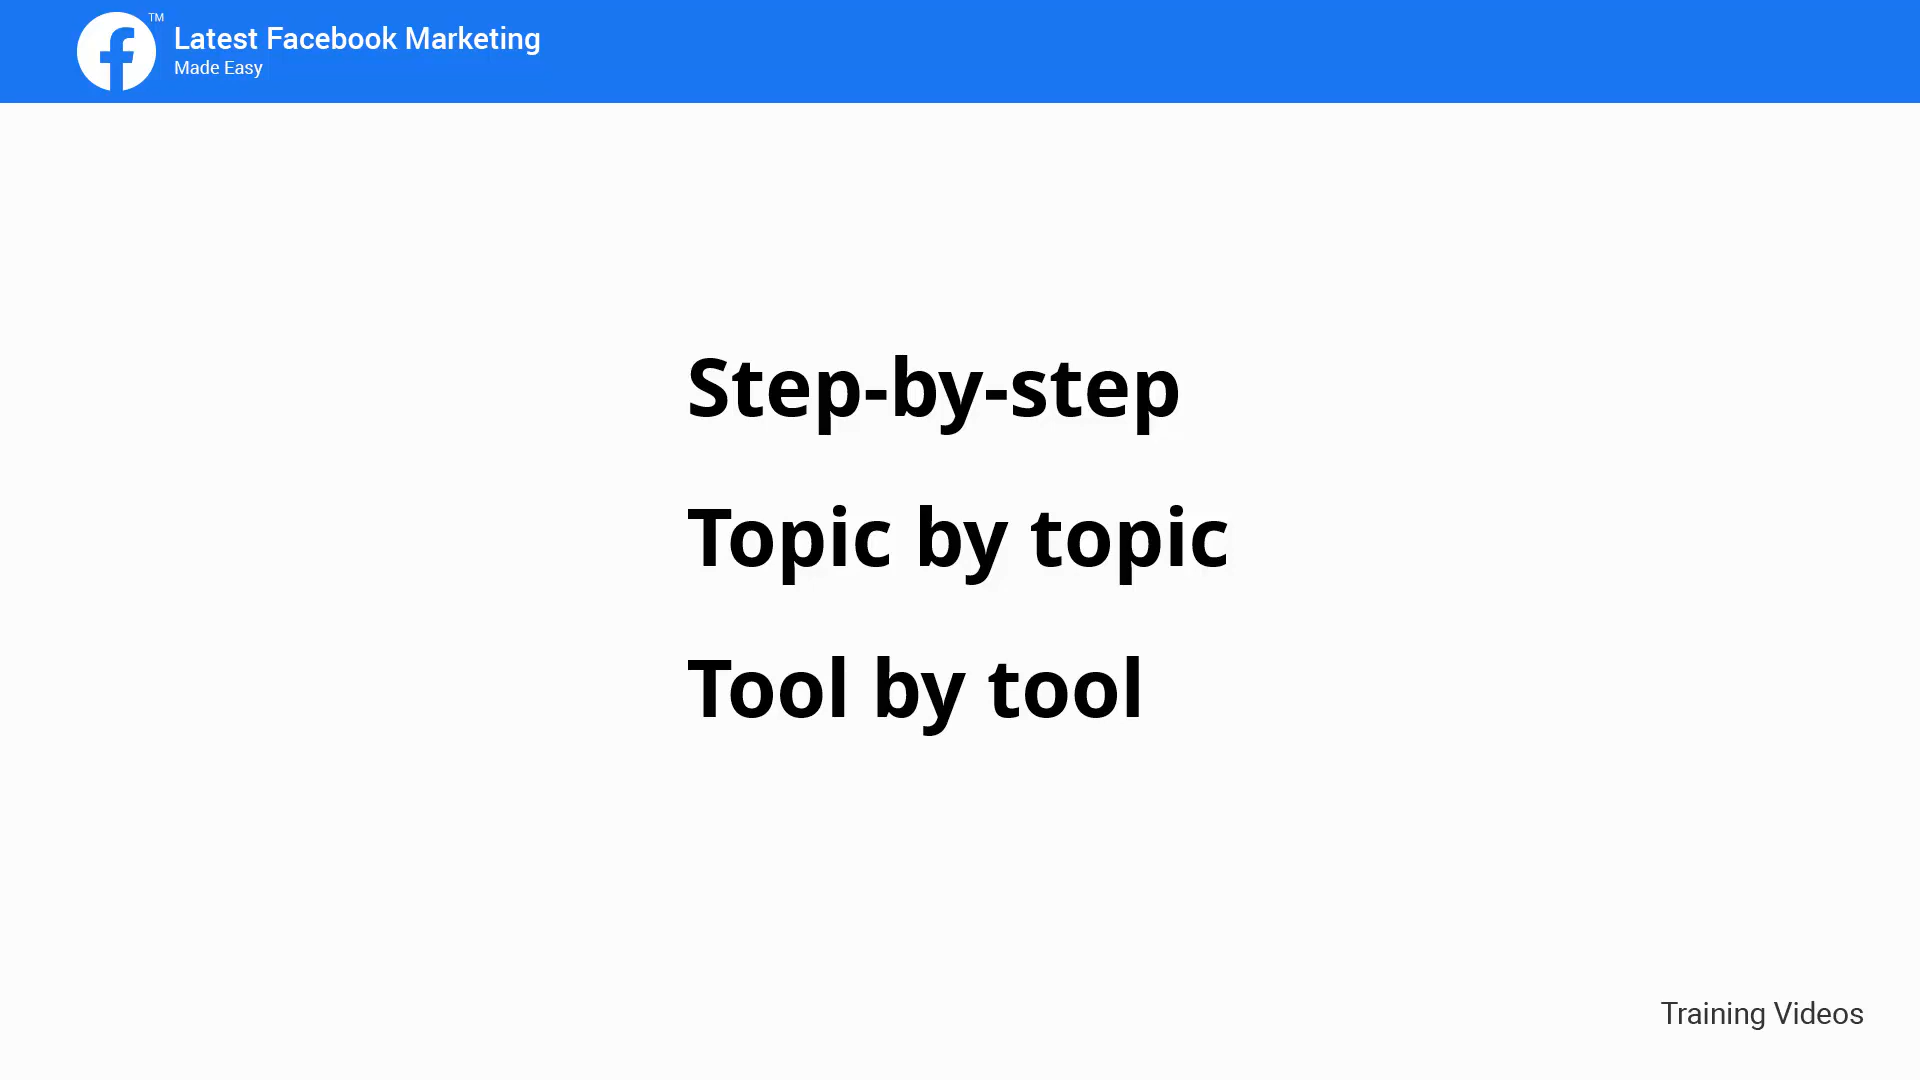 TM
Latest Facebook Marketing
Made Easy
Step-by-step
Topic by topic
Tool by tool
Training Videos